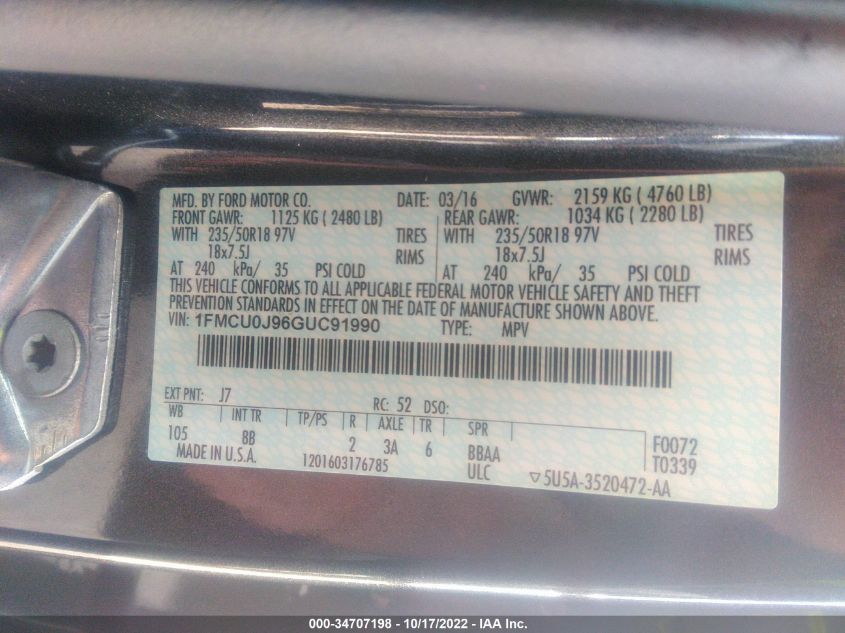 MFD. BY FORD MOTOR CO. DATE: 03/16 GVWR: 2159 KG ( 4760 LB)
FRONT GAWR: 1125 KG ( 2480 LB) REAR GAWR: 1034 KG ( 2280 LB)
WITH 235/50R18 97V TIRES WITH 235/50R18 97V TIRES
18x7.5J RIMS 18x7.5J RIMS
AT 240 kPa/ 35 PSI COLD AT 240 kPa/ 35 PSI COLD
THIS VEHICLE CONFORMS TO ALL APPLICABLE FEDERAL MOTOR VEHICLE SAFETY AND THEFT
PREVENTION STANDARDS IN EFFECT ON THE DATE OF MANUFACTURE SHOWN ABOVE.
VIN: 1FMCU0J96GUC91990 TYPE: MPV
EXT PNT: J7 RC: 52 DSO:
WB INT TR TP/PS R AXLE TR SPR
105 8B 2 3A 6 BBAA F0072
MADE IN U.S.A. 1201603176785 ULC T0339
▽5U5A-3520472-AA
000-34707198 - 10/17/2022 - IAA Inc.